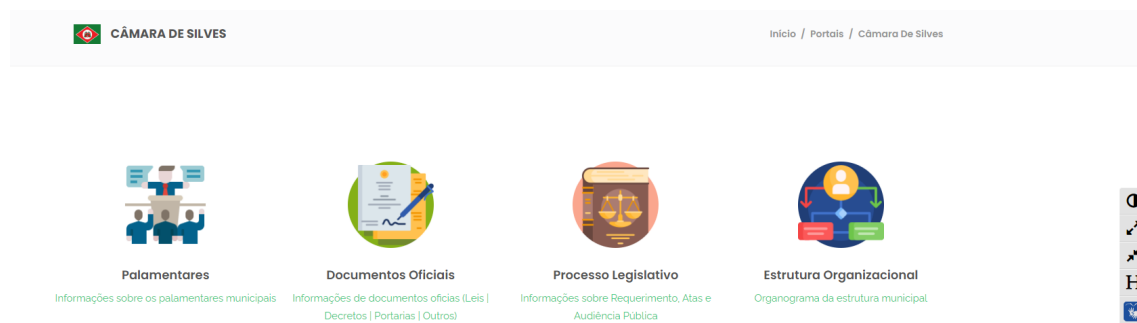 CÂMARA DE SILVES
Início / Portais / Câmara De Silves
Palamentares
Documentos Oficiais
Processo Legislativo
Estrutura Organizacional
Informações sobre os palamentares municipais
Informações de documentos oficias (Leis |
Decretos | Portarias | Outros)
Informações sobre Requerimento, Atas e
Audiência Pública
Organograma da estrutura municipal
H